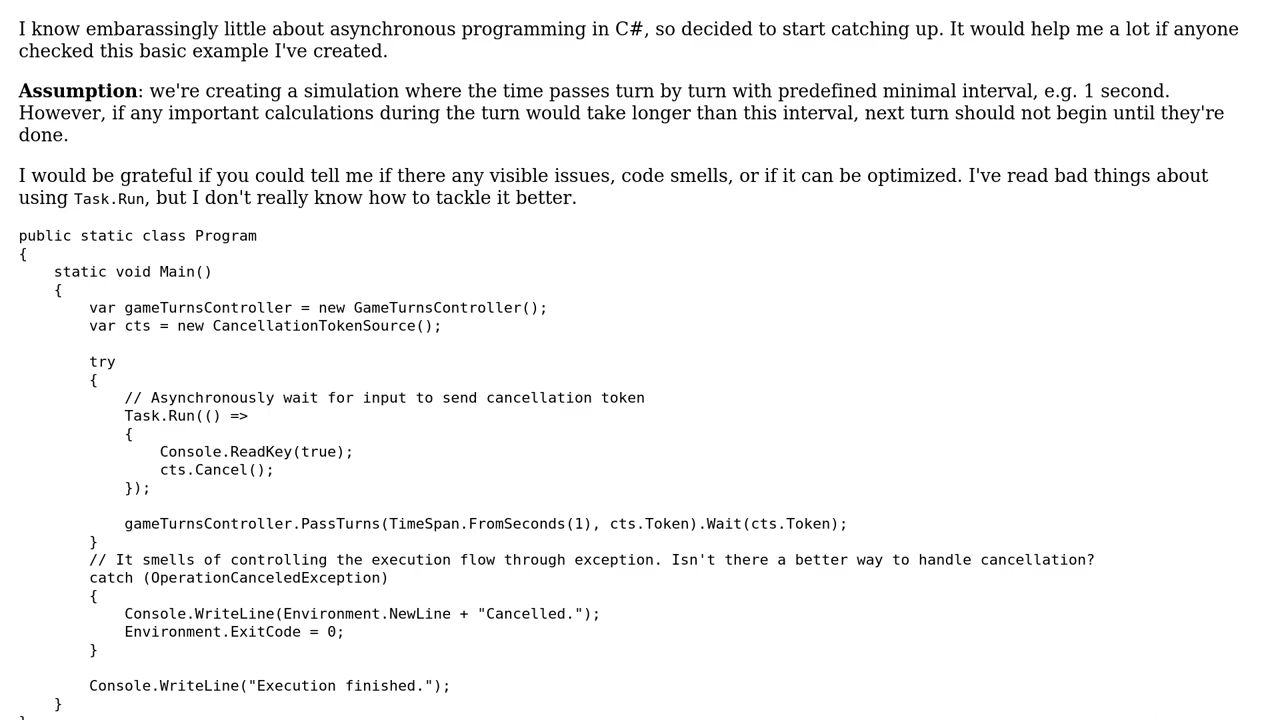 I know embarassingly little about asynchronous programming in C#, so decided to start catching up. It would help me a lot if anyone
checked this basic example I've created.
Assumption: we're creating a simulation where the time passes turn by turn with predefined minimal interval, e.g. 1 second.
However, if any important calculations during the turn would take longer than this interval, next turn should not begin until they're
done.
I would be grateful if you could tell me if there any visible issues, code smells, or if it can be optimized. I've read bad things about
using Task.Run, but I don't really know how to tackle it better.
public static class Program
{
    static void Main()
    {
        var gameTurnsController = new GameTurnsController();
        var cts = new CancellationTokenSource();
        try
        {
            // Asynchronously wait for input to send cancellation token
            Task.Run(() =>
            {
                Console.ReadKey(true);
                cts.Cancel();
            });
            gameTurnsController.PassTurns(TimeSpan.FromSeconds(1), cts.Token).Wait(cts.Token);
        }
        // It smells of controlling the execution flow through exception. Isn't there a better way to handle cancellation?
        catch (OperationCanceledException)
        {
            Console.WriteLine(Environment.NewLine + "Cancelled.");
            Environment.ExitCode = 0;
        }
        Console.WriteLine("Execution finished.");
    }
}